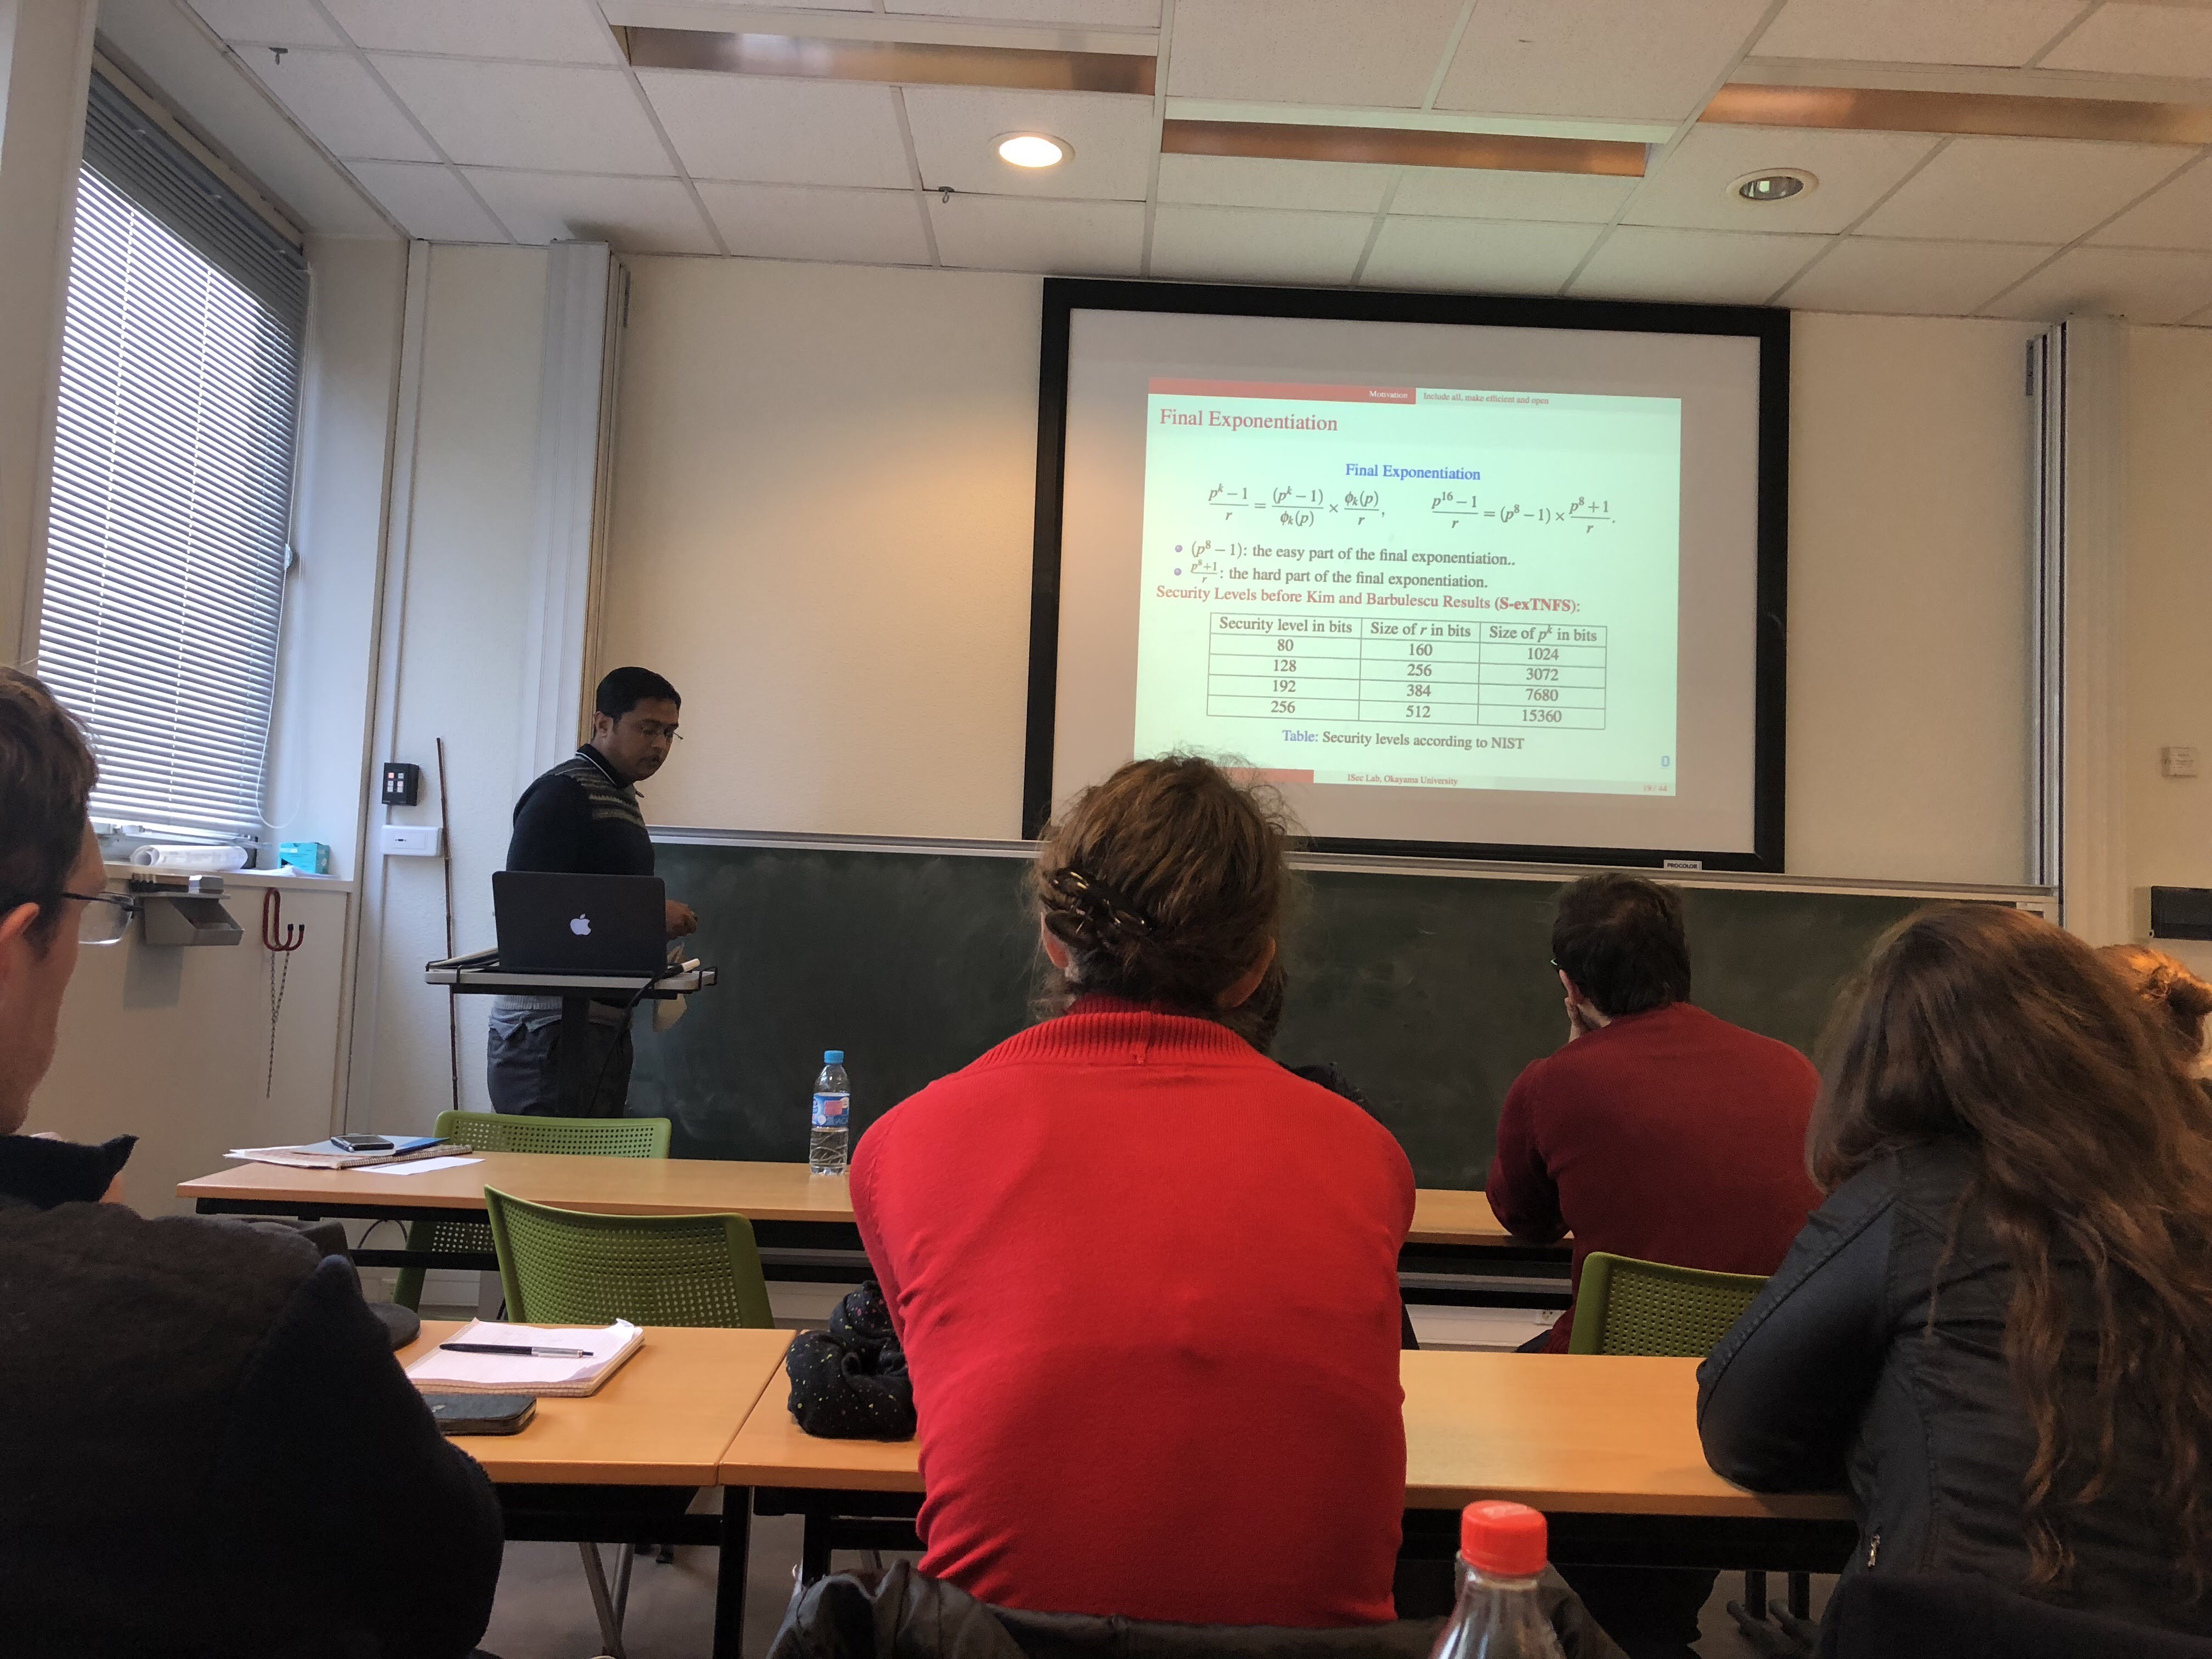 Motivation Include all, make efficient and open
Final Exponentiation
Final Exponentiation
(p^k − 1)/r = (p^k − 1)/ϕ_k(p) × ϕ_k(p)/r, (p^16 − 1)/r = (p^8 − 1) × (p^8 + 1)/r.
(p^8 − 1): the easy part of the final exponentiation..
(p^8+1)/r: the hard part of the final exponentiation.
Security Levels before Kim and Barbulescu Results (S-exTNFS):
Security level in bits Size of r in bits Size of p^k in bits
80 160 1024
128 256 3072
192 384 7680
256 512 15360
Table: Security levels according to NIST
ISec Lab, Okayama University
19 / 44
PROCOLOR